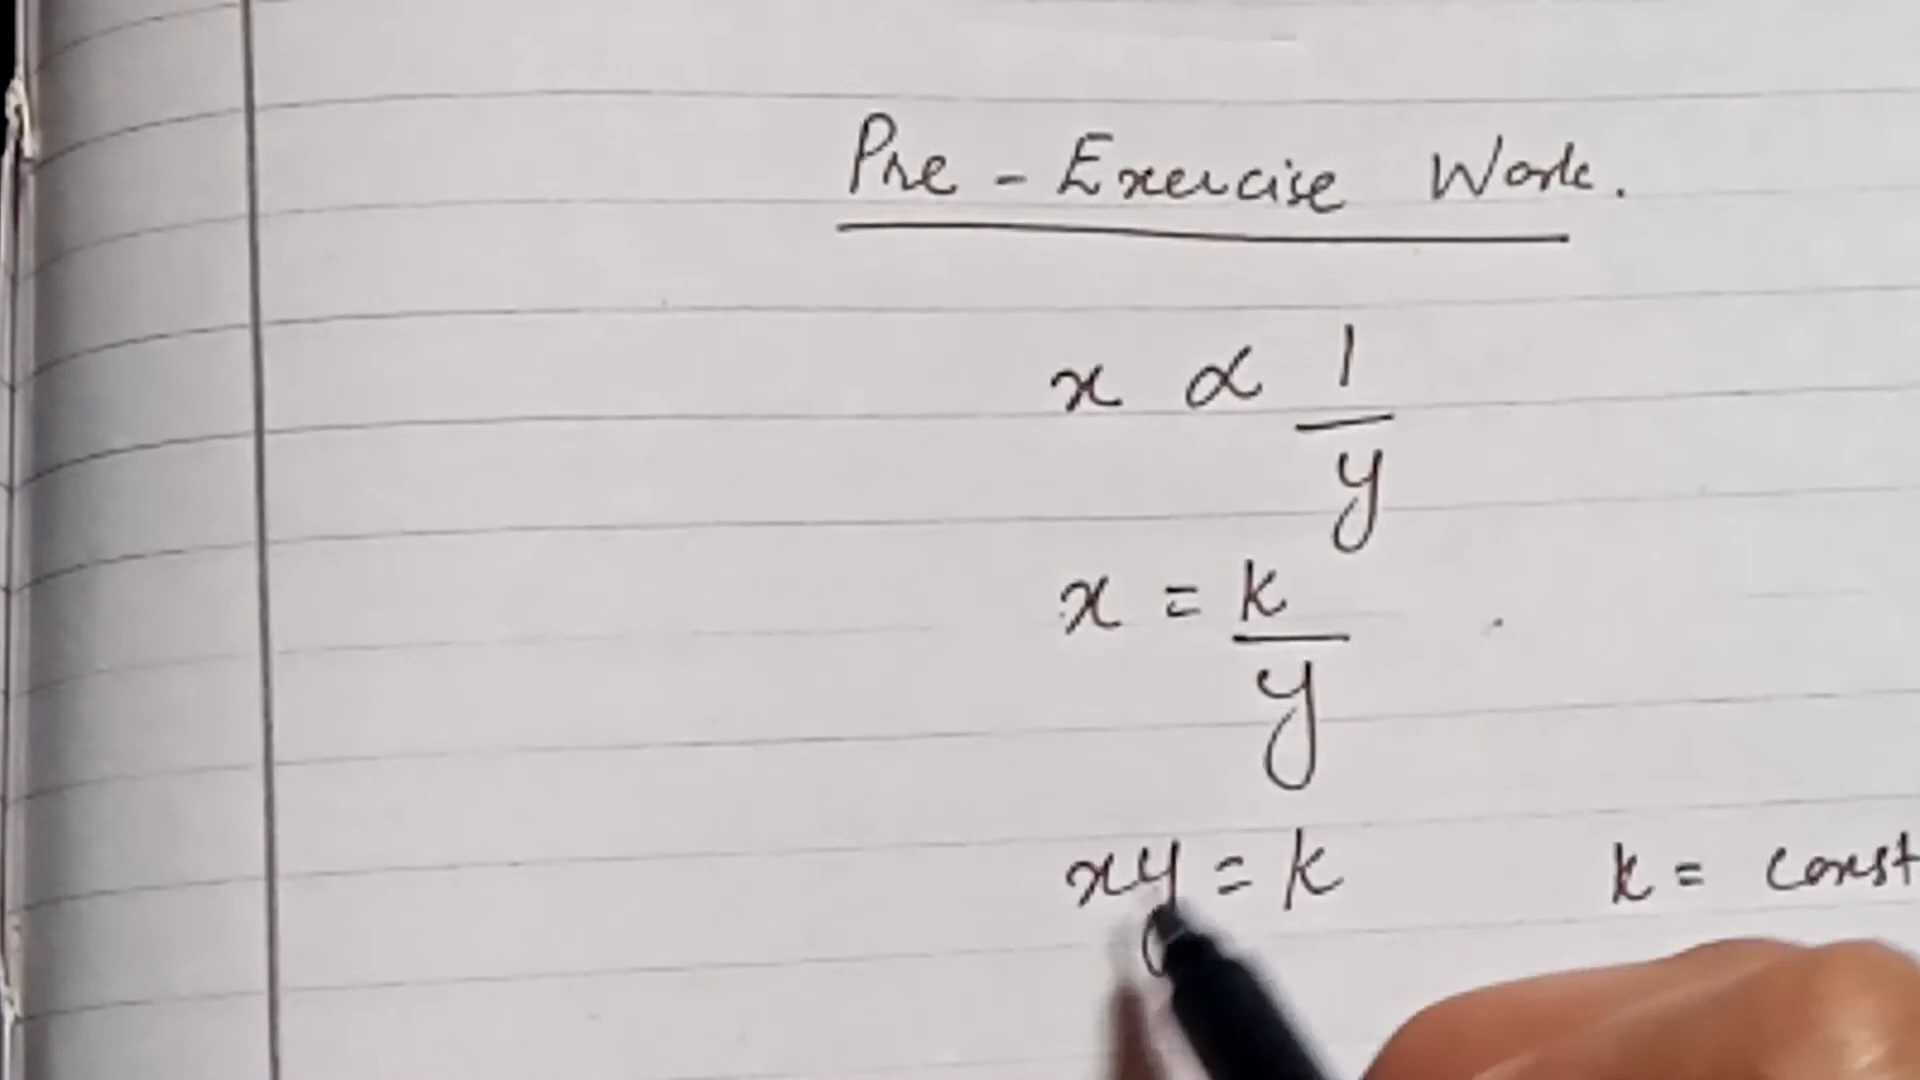 Pre - Exercise Work.
x ∝ 1/y
x = k/y
xy = k k = const